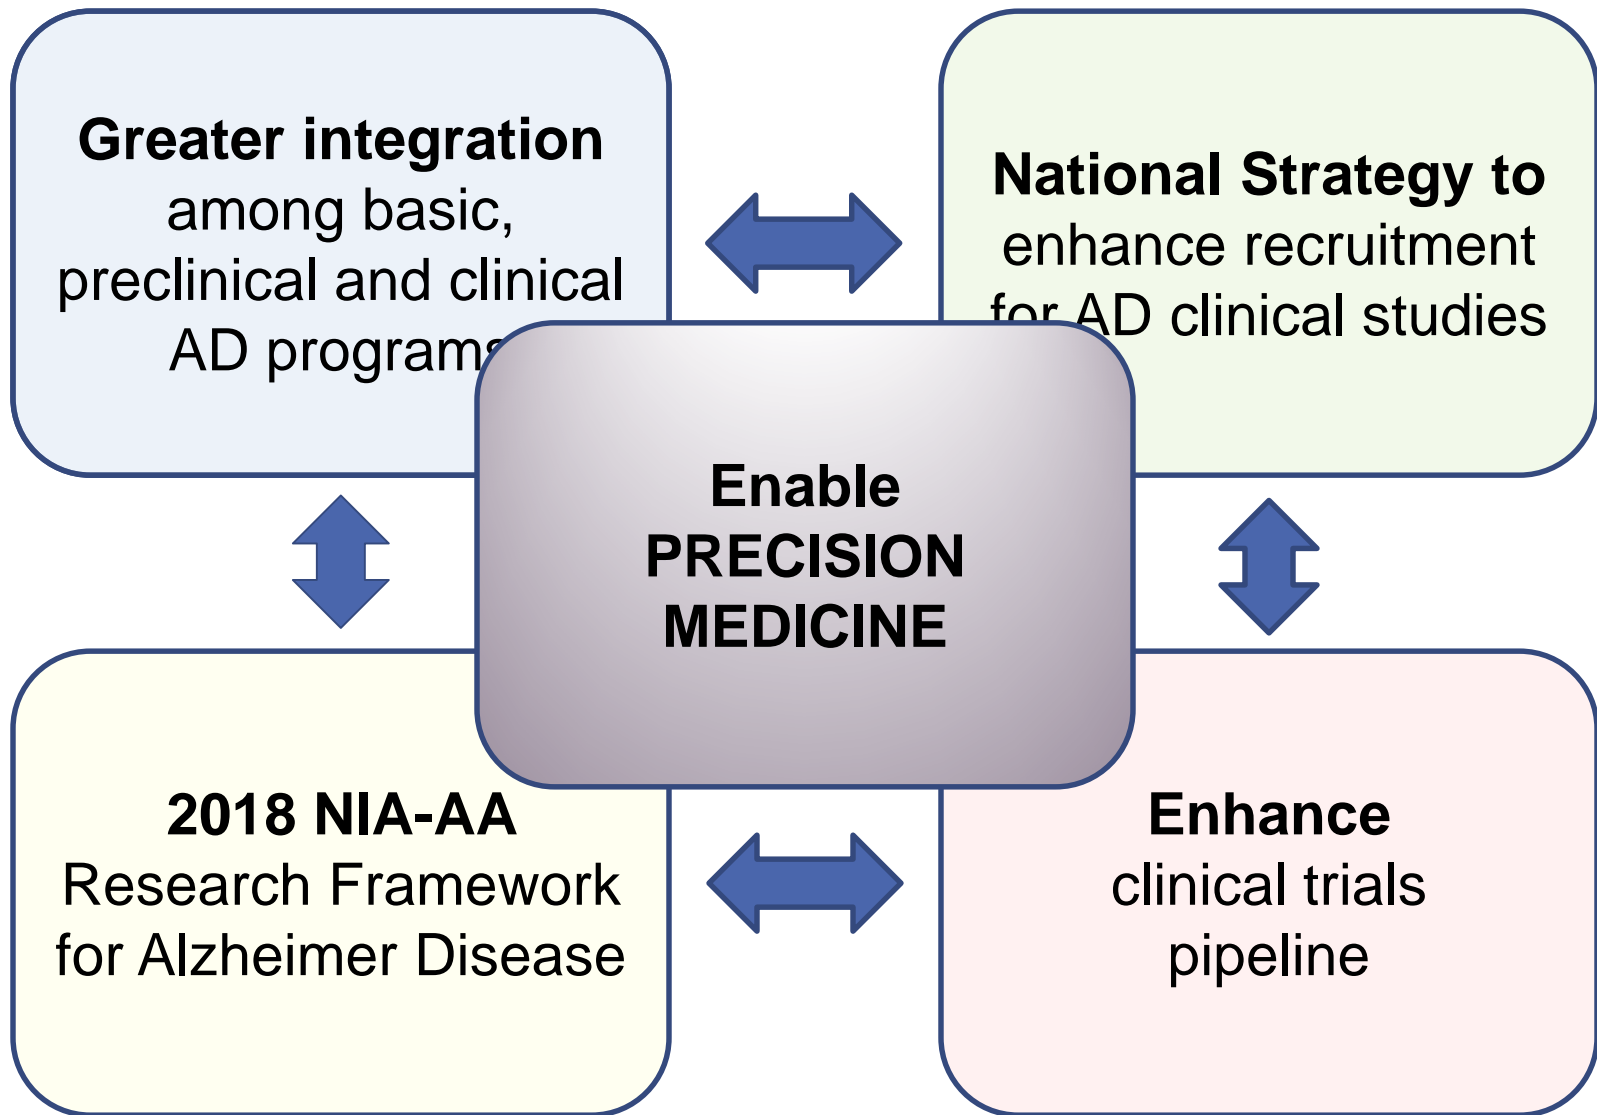 Greater integration
among basic,
preclinical and clinical
AD programs
National Strategy to
enhance recruitment
for AD clinical studies
Enable
PRECISION
MEDICINE
2018 NIA-AA
Research Framework
for Alzheimer Disease
Enhance
clinical trials
pipeline